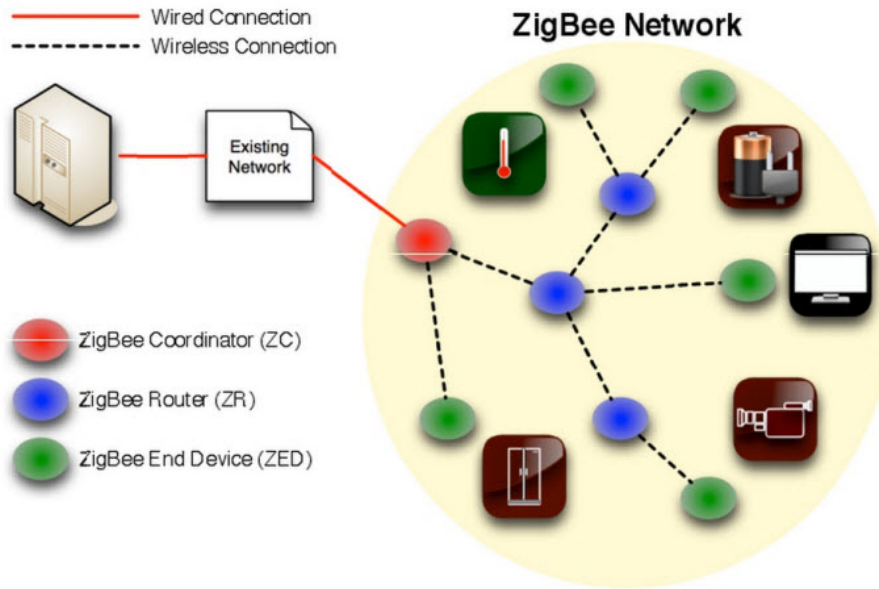 Wired Connection
Wireless Connection
ZigBee Network
Existing
Network
ZigBee Coordinator (ZC)
ZigBee Router (ZR)
ZigBee End Device (ZED)